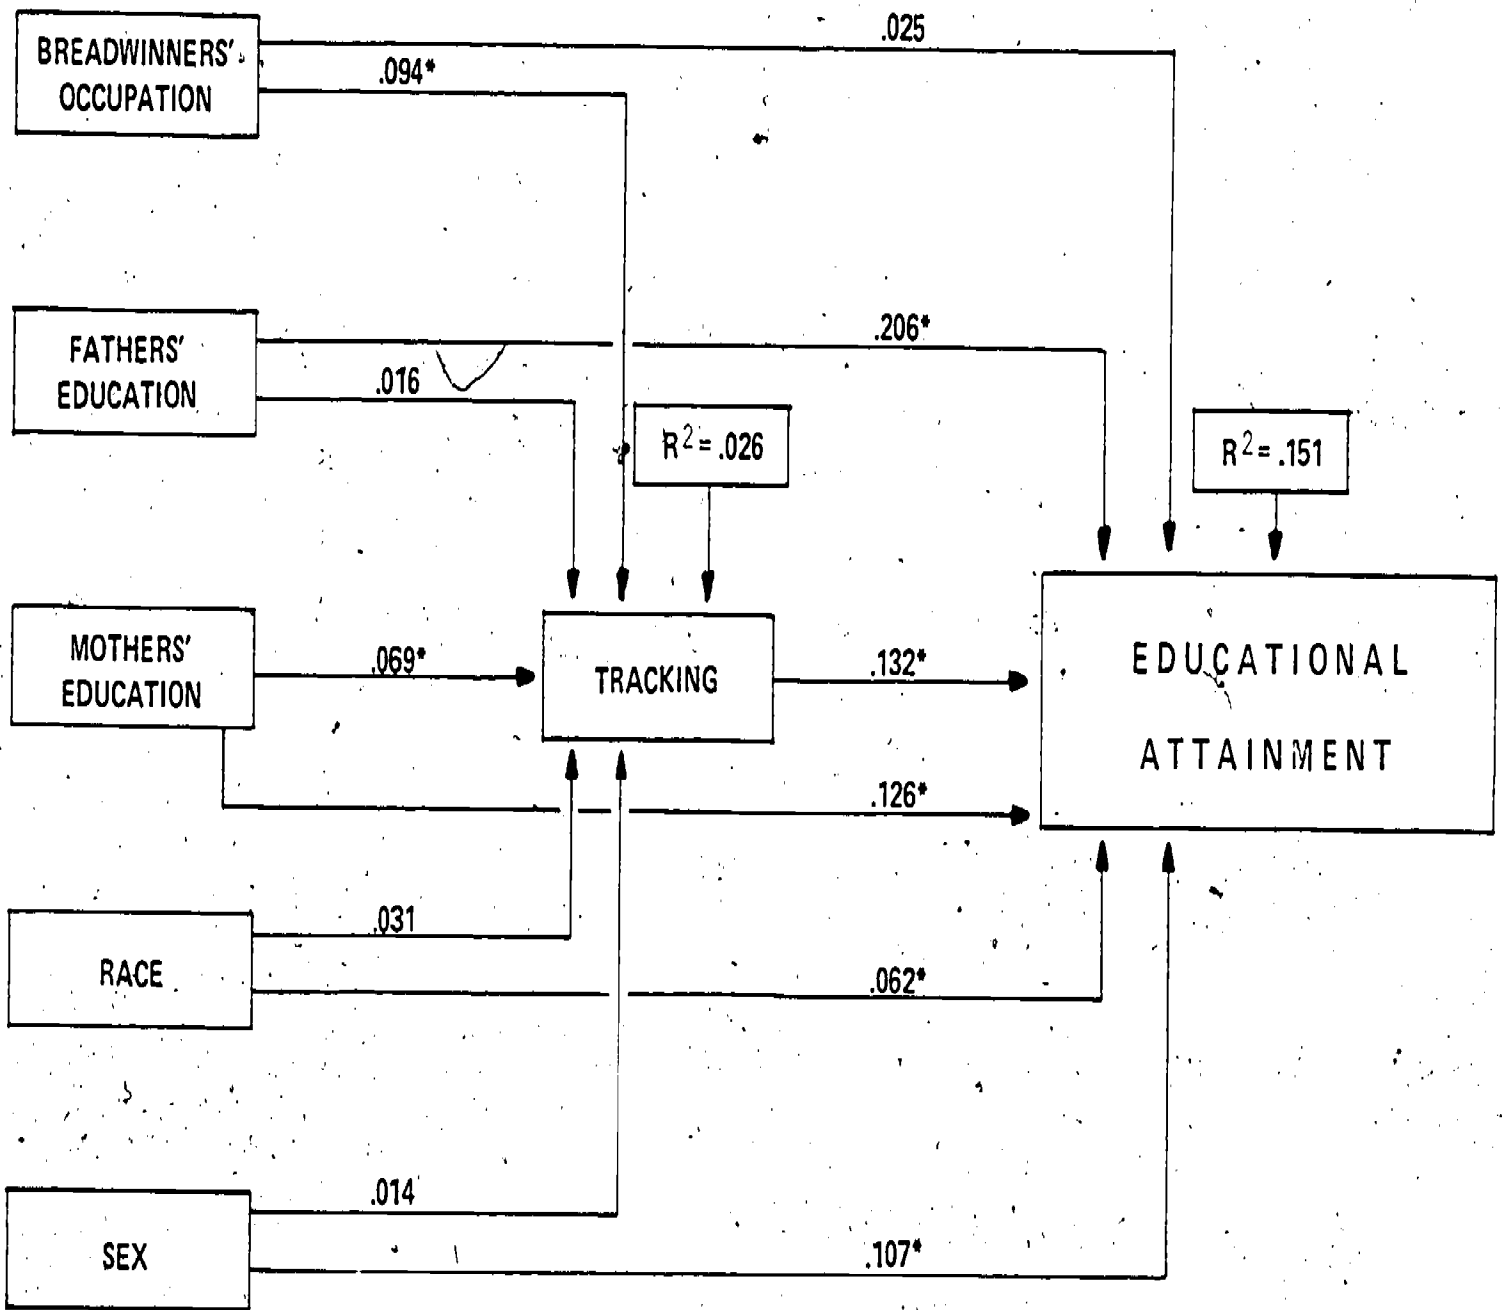 .025
BREADWINNERS'
OCCUPATION
.094*
FATHERS'
EDUCATION
.206*
.016
R² = .026
R² = .151
MOTHERS'
EDUCATION
.069*
TRACKING
.132*
EDUCATIONAL
ATTAINMENT
.126*
.031
RACE
.062*
.014
SEX
.107*